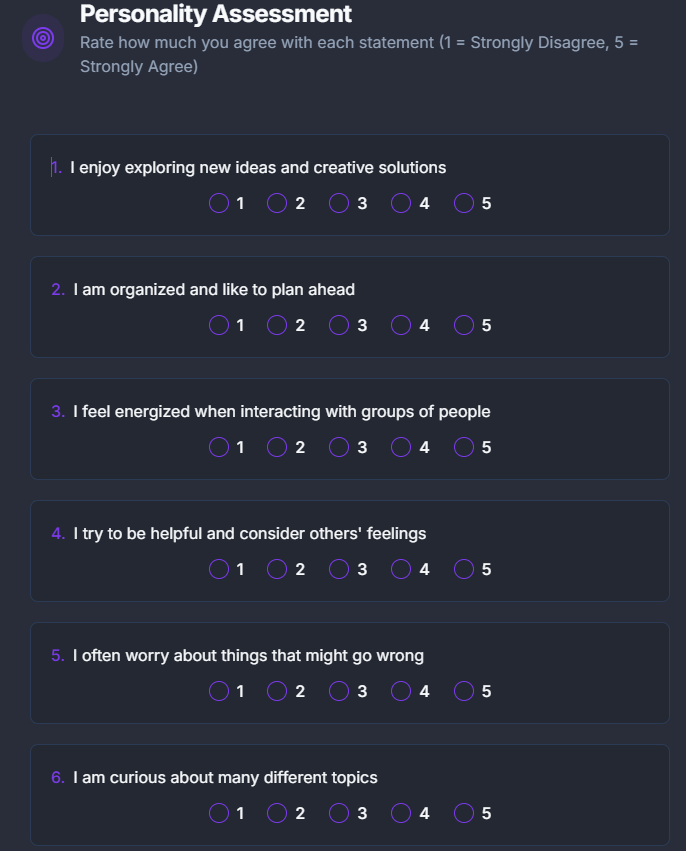 Personality Assessment
Rate how much you agree with each statement (1 = Strongly Disagree, 5 =
Strongly Agree)
1. I enjoy exploring new ideas and creative solutions
1 2 3 4 5
2. I am organized and like to plan ahead
1 2 3 4 5
3. I feel energized when interacting with groups of people
1 2 3 4 5
4. I try to be helpful and consider others' feelings
1 2 3 4 5
5. I often worry about things that might go wrong
1 2 3 4 5
6. I am curious about many different topics
1 2 3 4 5